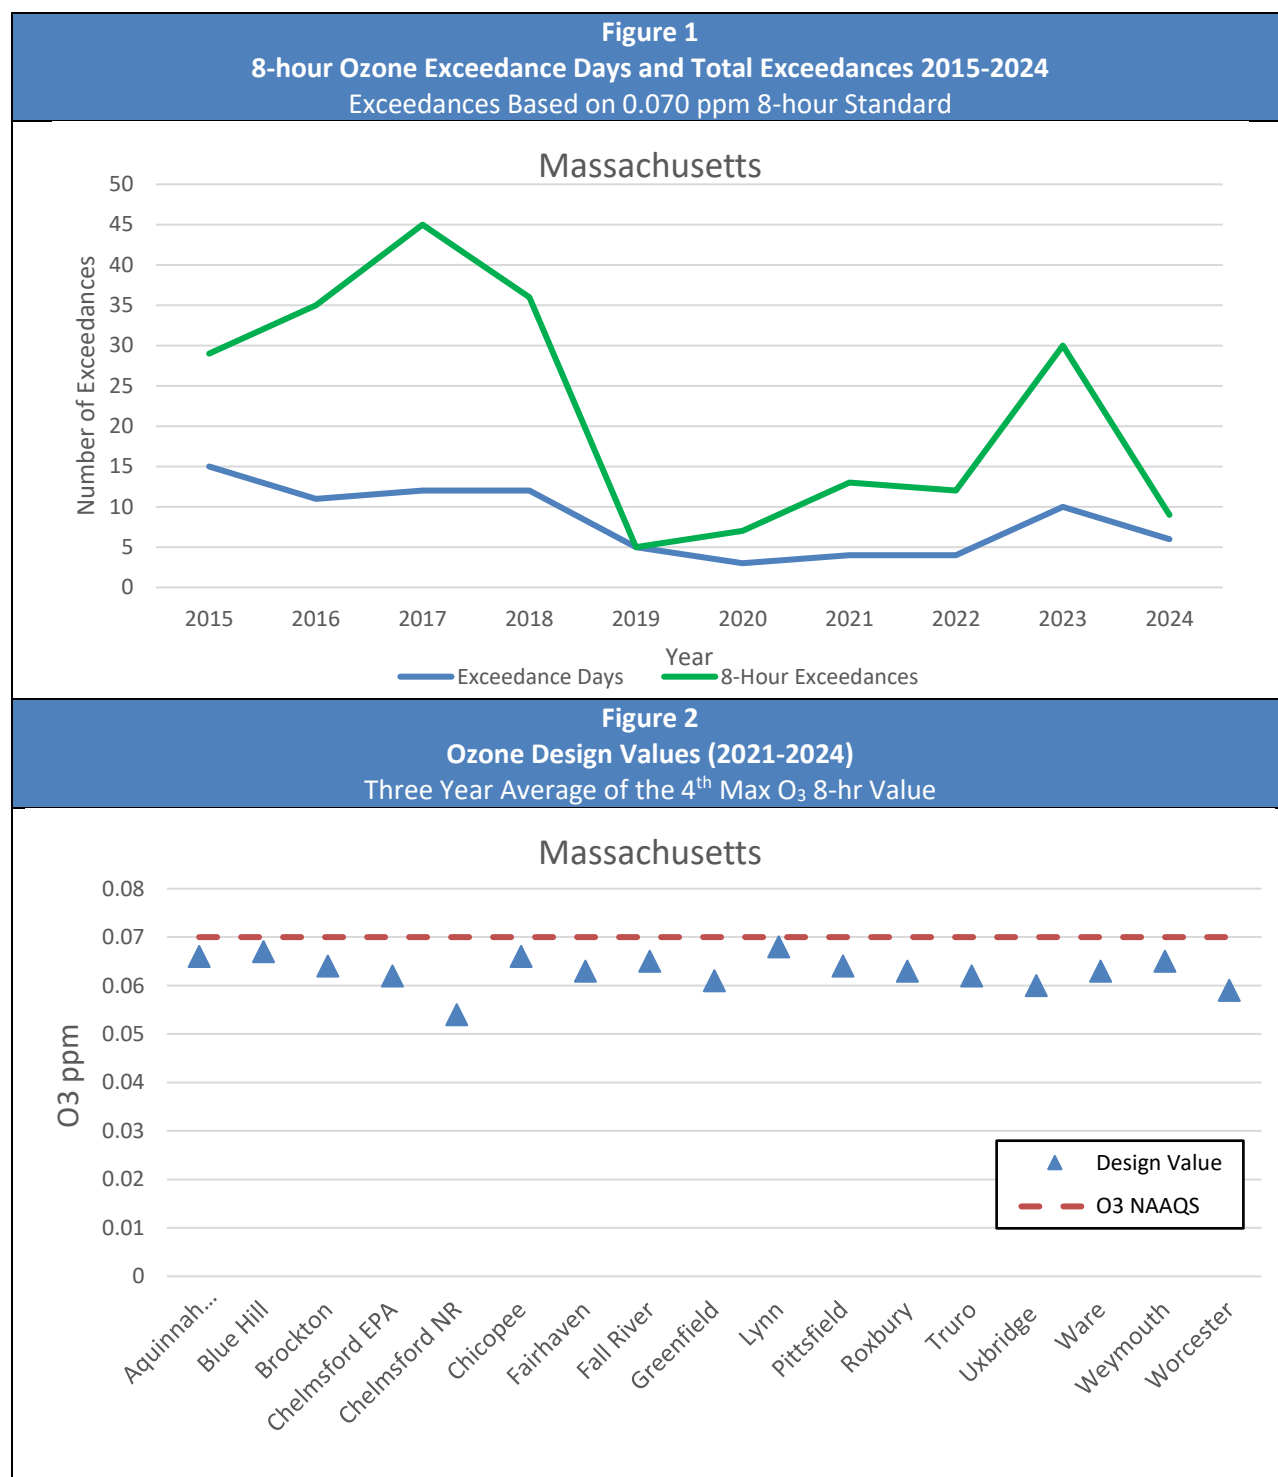 Figure 1
8-hour Ozone Exceedance Days and Total Exceedances 2015-2024
Exceedances Based on 0.070 ppm 8-hour Standard
Massachusetts
Number of Exceedances
50
45
40
35
30
25
20
15
10
5
0
2015 2016 2017 2018 2019 2020 2021 2022 2023 2024
Year
Exceedance Days 8-Hour Exceedances
Figure 2
Ozone Design Values (2021-2024)
Three Year Average of the 4th Max O3 8-hr Value
Massachusetts
O3 ppm
0.08
0.07
0.06
0.05
0.04
0.03
0.02
0.01
0
Design Value
O3 NAAQS
Aquinnah...
Blue Hill
Brockton
Chelmsford EPA
Chelmsford NR
Chicopee
Fairhaven
Fall River
Greenfield
Lynn
Pittsfield
Roxbury
Truro
Uxbridge
Ware
Weymouth
Worcester